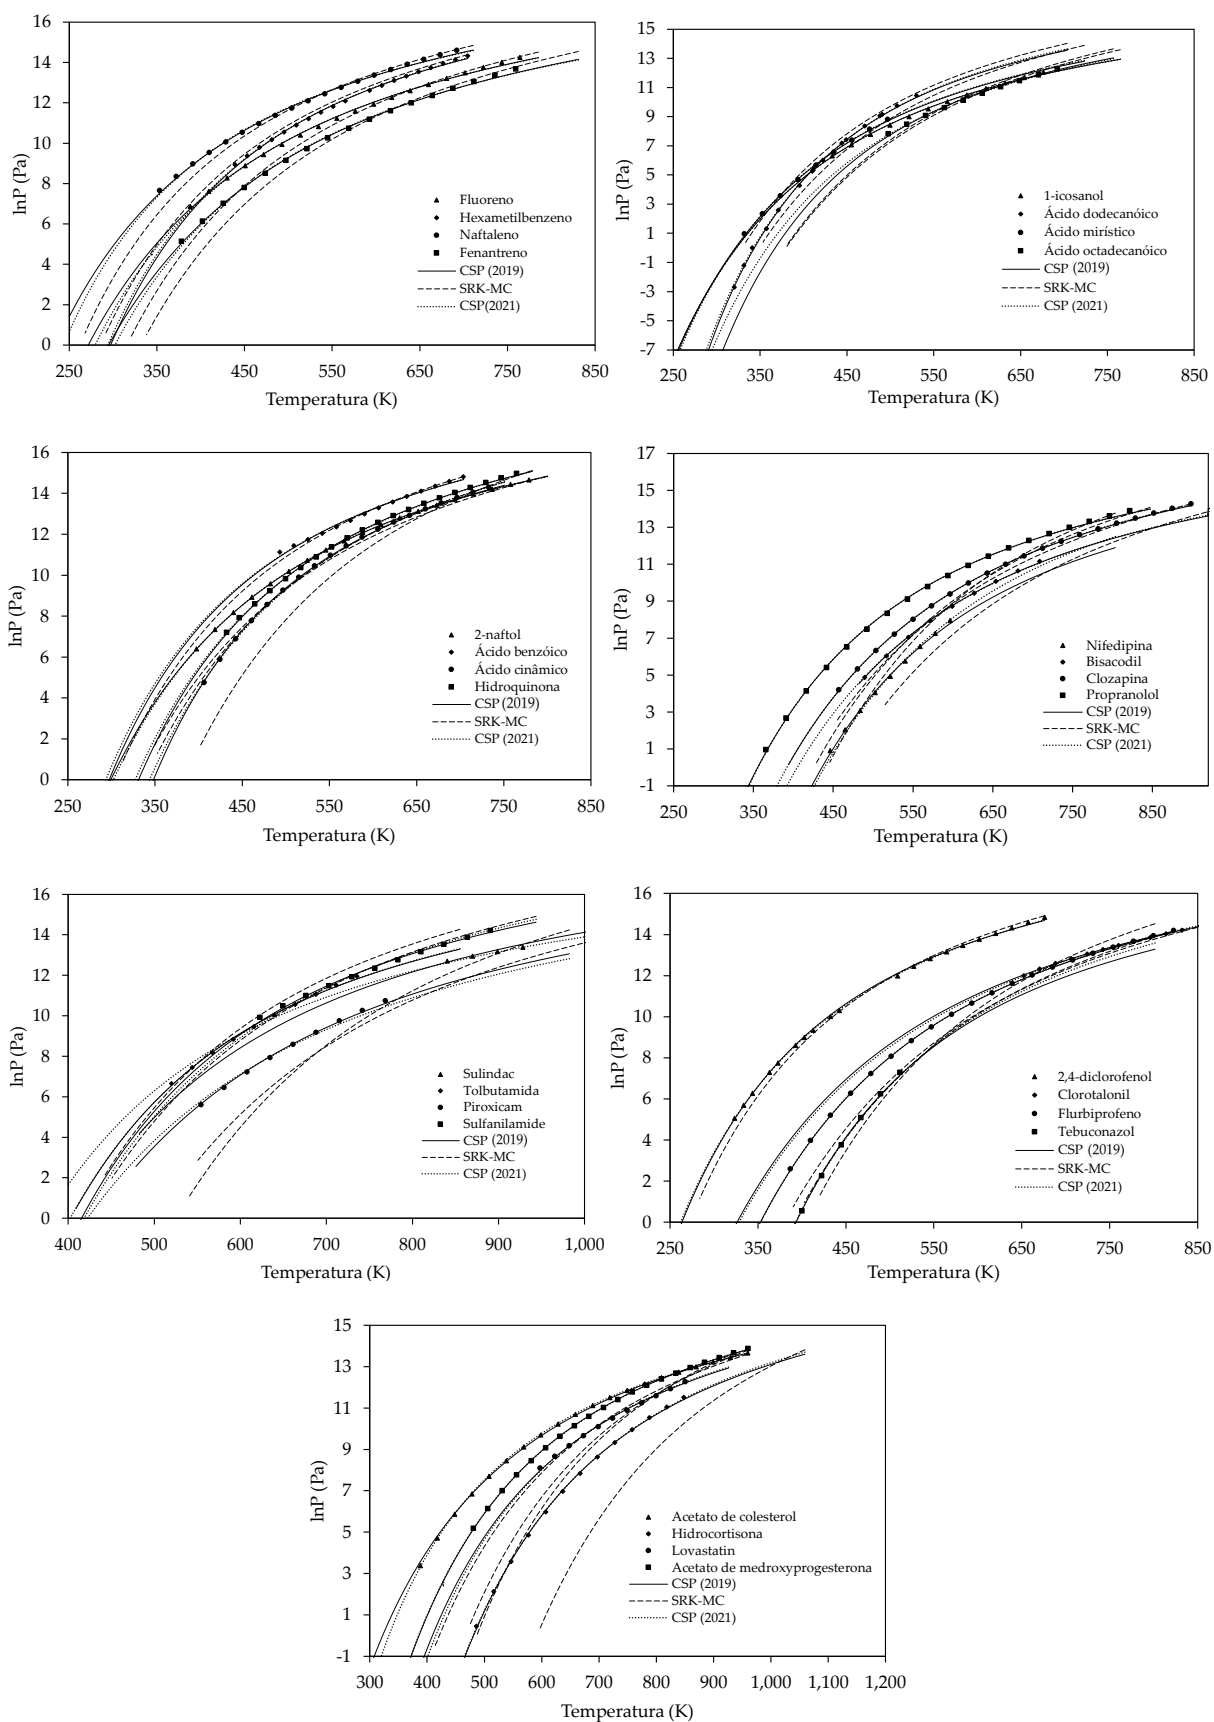 16
14
12
10
8
6
4
2
0
lnP (Pa)
Fluoreno
Hexametilbenzeno
Naftaleno
Fenantreno
CSP (2019)
SRK-MC
CSP(2021)
250 350 450 550 650 750 850
Temperatura (K)
15
13
11
9
7
5
3
1
-1
-3
-5
-7
lnP (Pa)
1-icosanol
Ácido dodecanóico
Ácido mirístico
Ácido octadecanóico
CSP (2019)
SRK-MC
CSP (2021)
250 350 450 550 650 750 850
Temperatura (K)
16
14
12
10
8
6
4
2
0
lnP (Pa)
2-naftol
Ácido benzóico
Ácido cinâmico
Hidroquinona
CSP (2019)
SRK-MC
CSP (2021)
250 350 450 550 650 750 850
Temperatura (K)
17
15
13
11
9
7
5
3
1
-1
lnP (Pa)
Nifedipina
Bisacodil
Clozapina
Propranolol
CSP (2019)
SRK-MC
CSP (2021)
250 350 450 550 650 750 850
Temperatura (K)
16
14
12
10
8
6
4
2
0
lnP (Pa)
Sulindac
Tolbutamida
Piroxicam
Sulfanilamide
CSP (2019)
SRK-MC
CSP (2021)
400 500 600 700 800 900 1,000
Temperatura (K)
16
14
12
10
8
6
4
2
0
lnP (Pa)
2,4-diclorofenol
Clorotalonil
Flurbiprofeno
Tebuconazol
CSP (2019)
SRK-MC
CSP (2021)
250 350 450 550 650 750 850
Temperatura (K)
15
13
11
9
7
5
3
1
-1
lnP (Pa)
Acetato de colesterol
Hidrocortisona
Lovastatin
Acetato de medroxyprogesterona
CSP (2019)
SRK-MC
CSP (2021)
300 400 500 600 700 800 900 1,000 1,100 1,200
Temperatura (K)